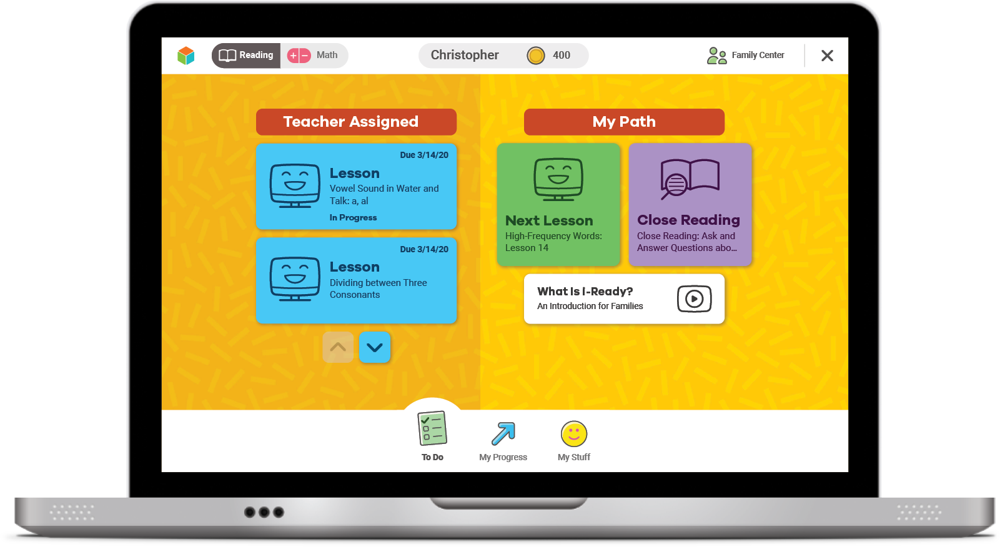 Reading
Math
Christopher
400
Family Center
Teacher Assigned
Due 3/14/20
Lesson
Vowel Sound in Water and
Talk: a, al
In Progress
Due 3/14/20
Lesson
Dividing between Three
Consonants
My Path
Next Lesson
High-Frequency Words:
Lesson 14
Close Reading
Close Reading: Ask and
Answer Questions abo...
What Is i-Ready?
An Introduction for Families
To Do
My Progress
My Stuff